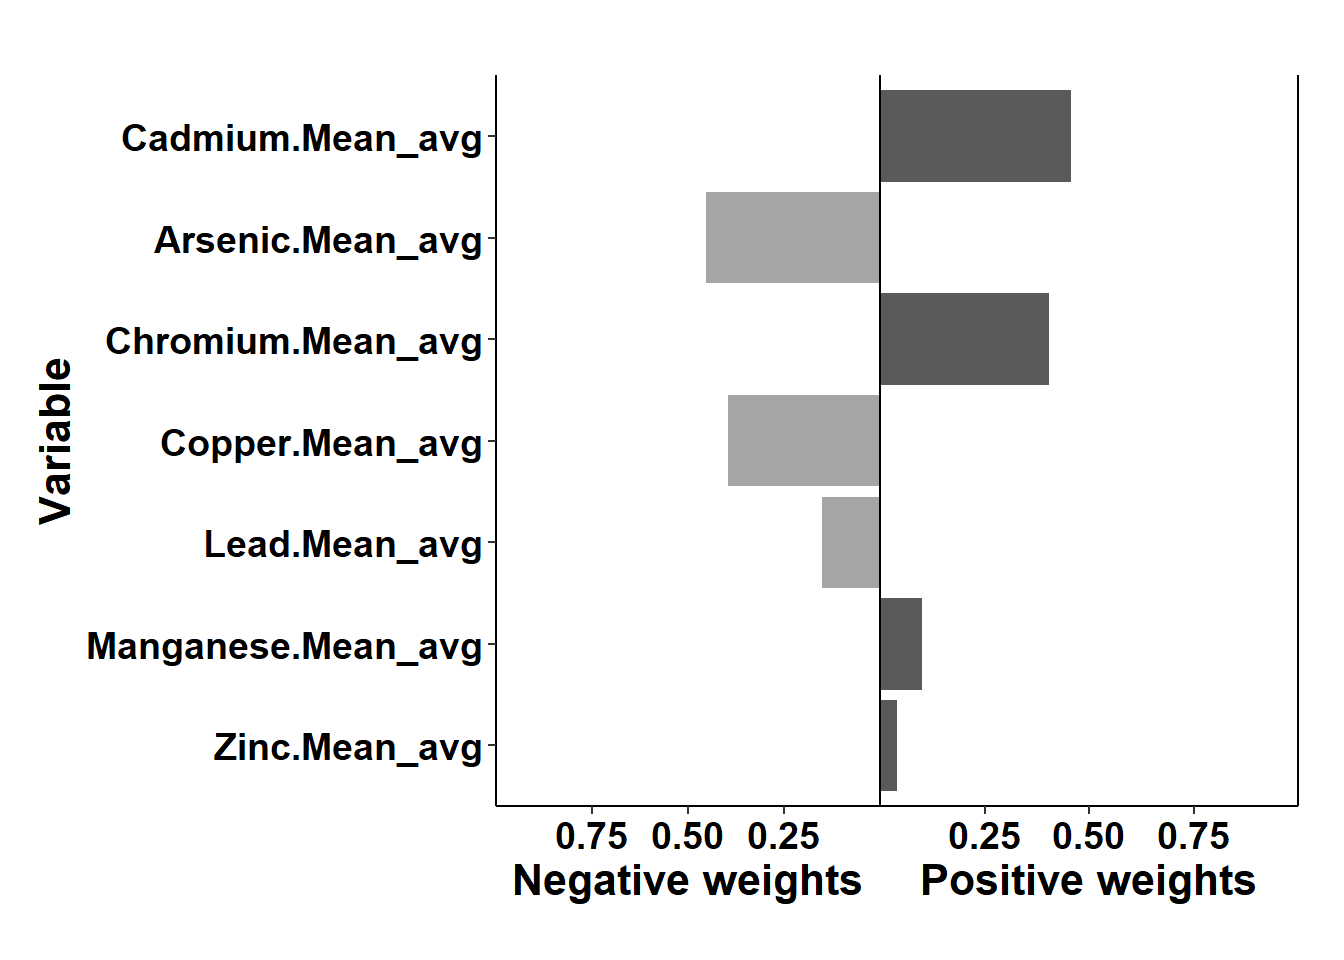 Variable
Cadmium.Mean_avg
Arsenic.Mean_avg
Chromium.Mean_avg
Copper.Mean_avg
Lead.Mean_avg
Manganese.Mean_avg
Zinc.Mean_avg
0.75 0.50 0.25 0.25 0.50 0.75
Negative weights Positive weights